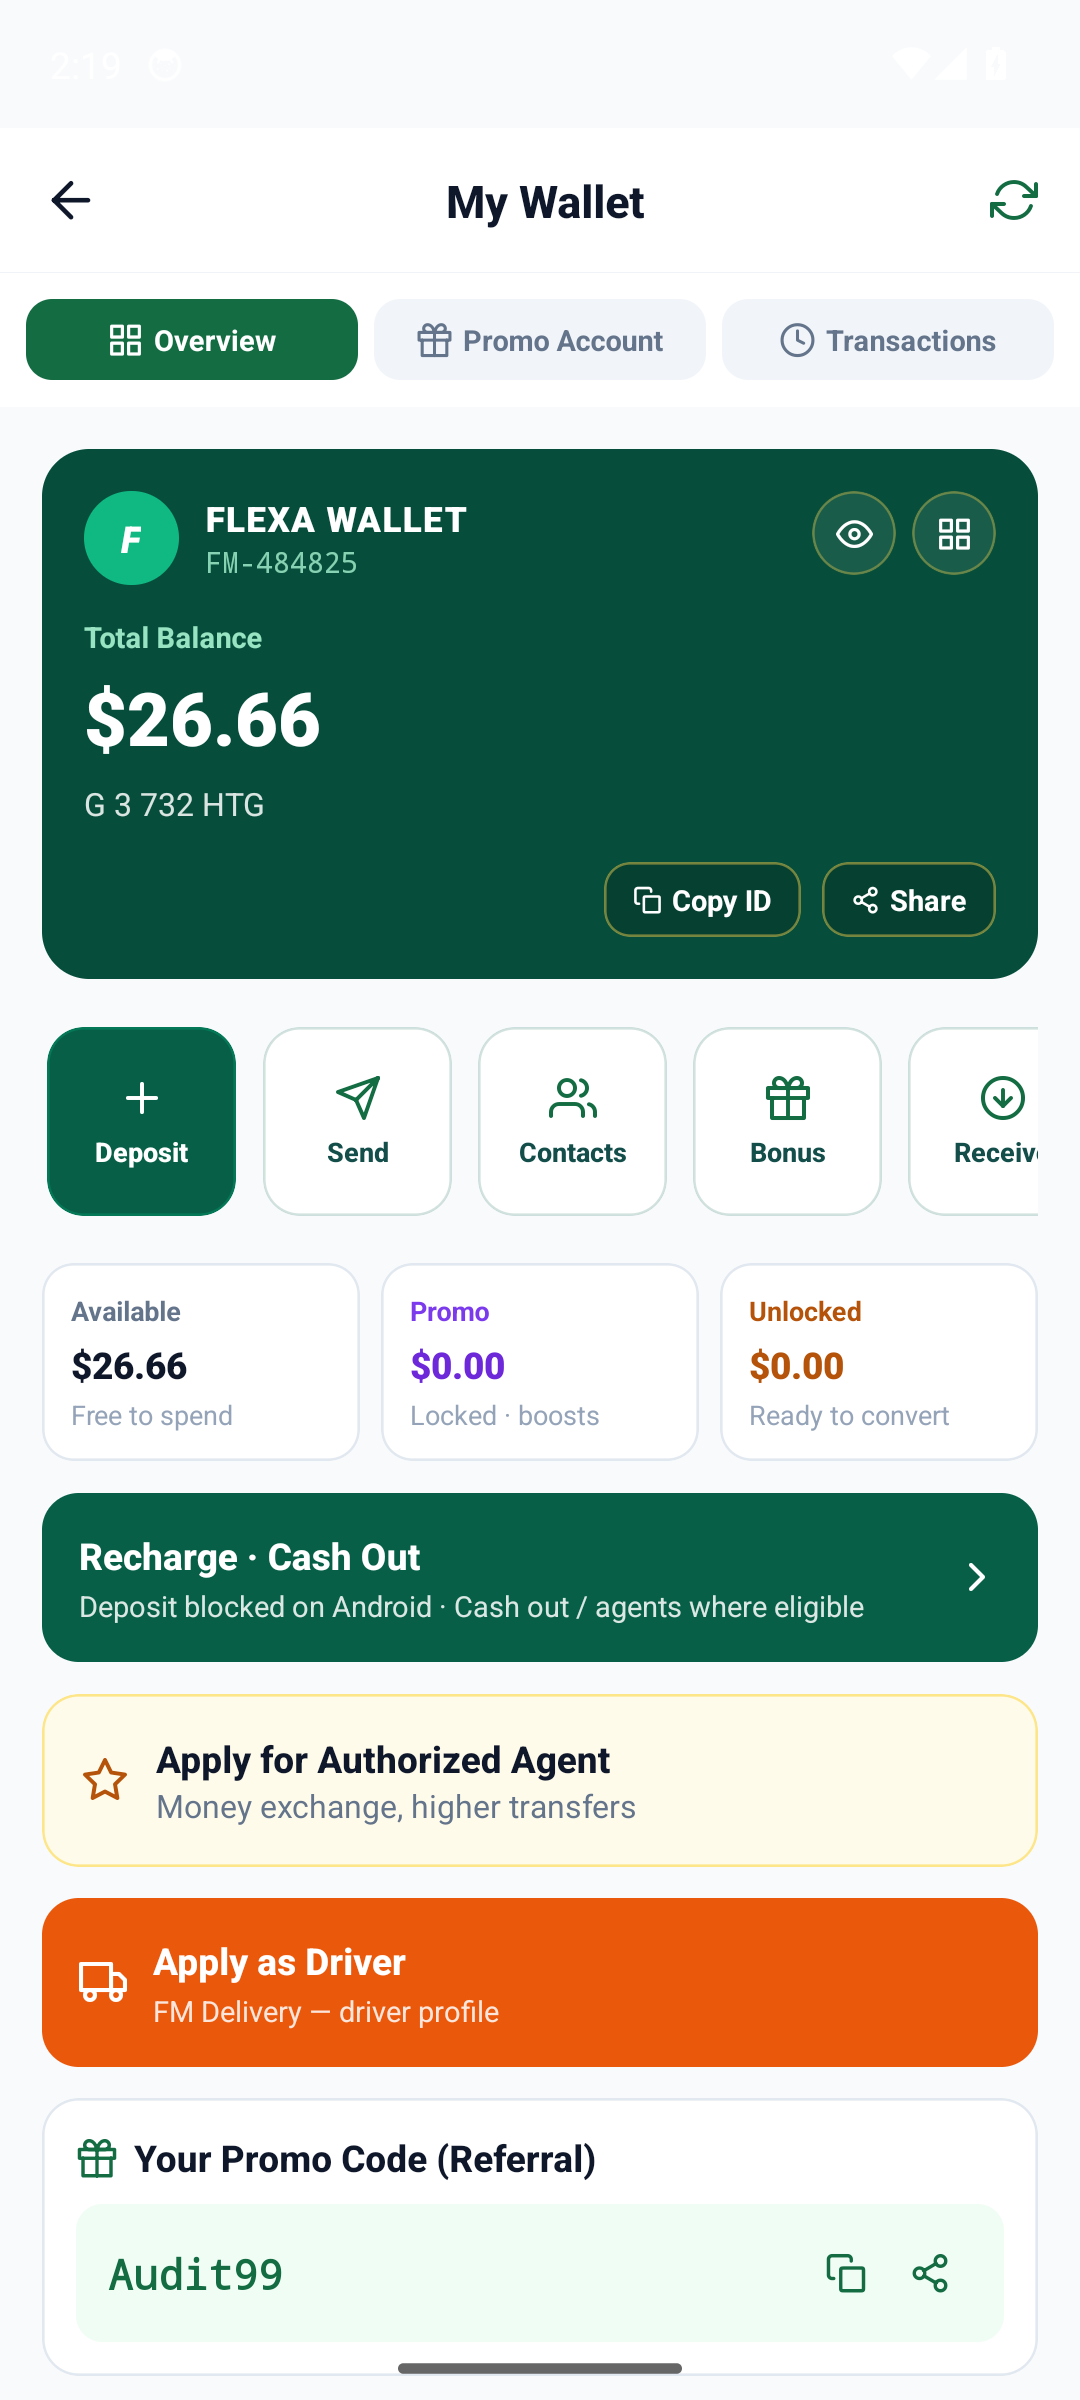 2:19
My Wallet
Overview
Promo Account
Transactions
F
FLEXA WALLET
FM-484825
Total Balance
$26.66
G 3 732 HTG
Copy ID
Share
Deposit
Send
Contacts
Bonus
Receive
Available
$26.66
Free to spend
Promo
$0.00
Locked · boosts
Unlocked
$0.00
Ready to convert
Recharge · Cash Out
Deposit blocked on Android · Cash out / agents where eligible
Apply for Authorized Agent
Money exchange, higher transfers
Apply as Driver
FM Delivery — driver profile
Your Promo Code (Referral)
Audit99